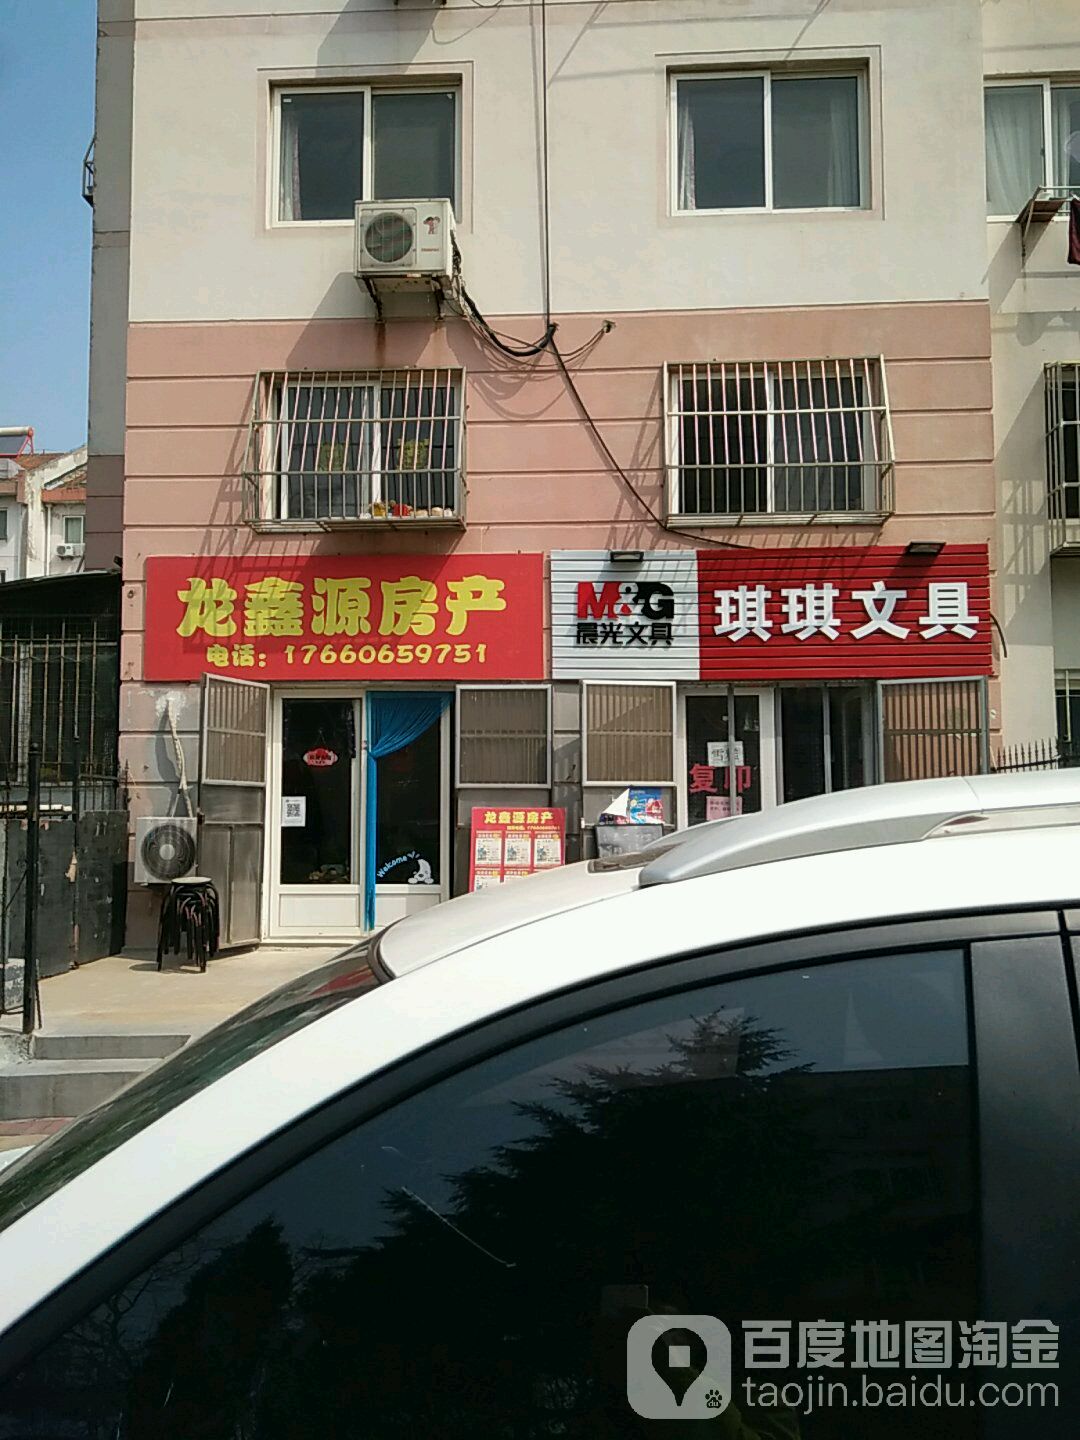 龙鑫源房产
电话：17660659751
M&G
晨光文具
琪琪文具
复印
Welcome
龙鑫源房产
百度地图淘金
taojin.baidu.com